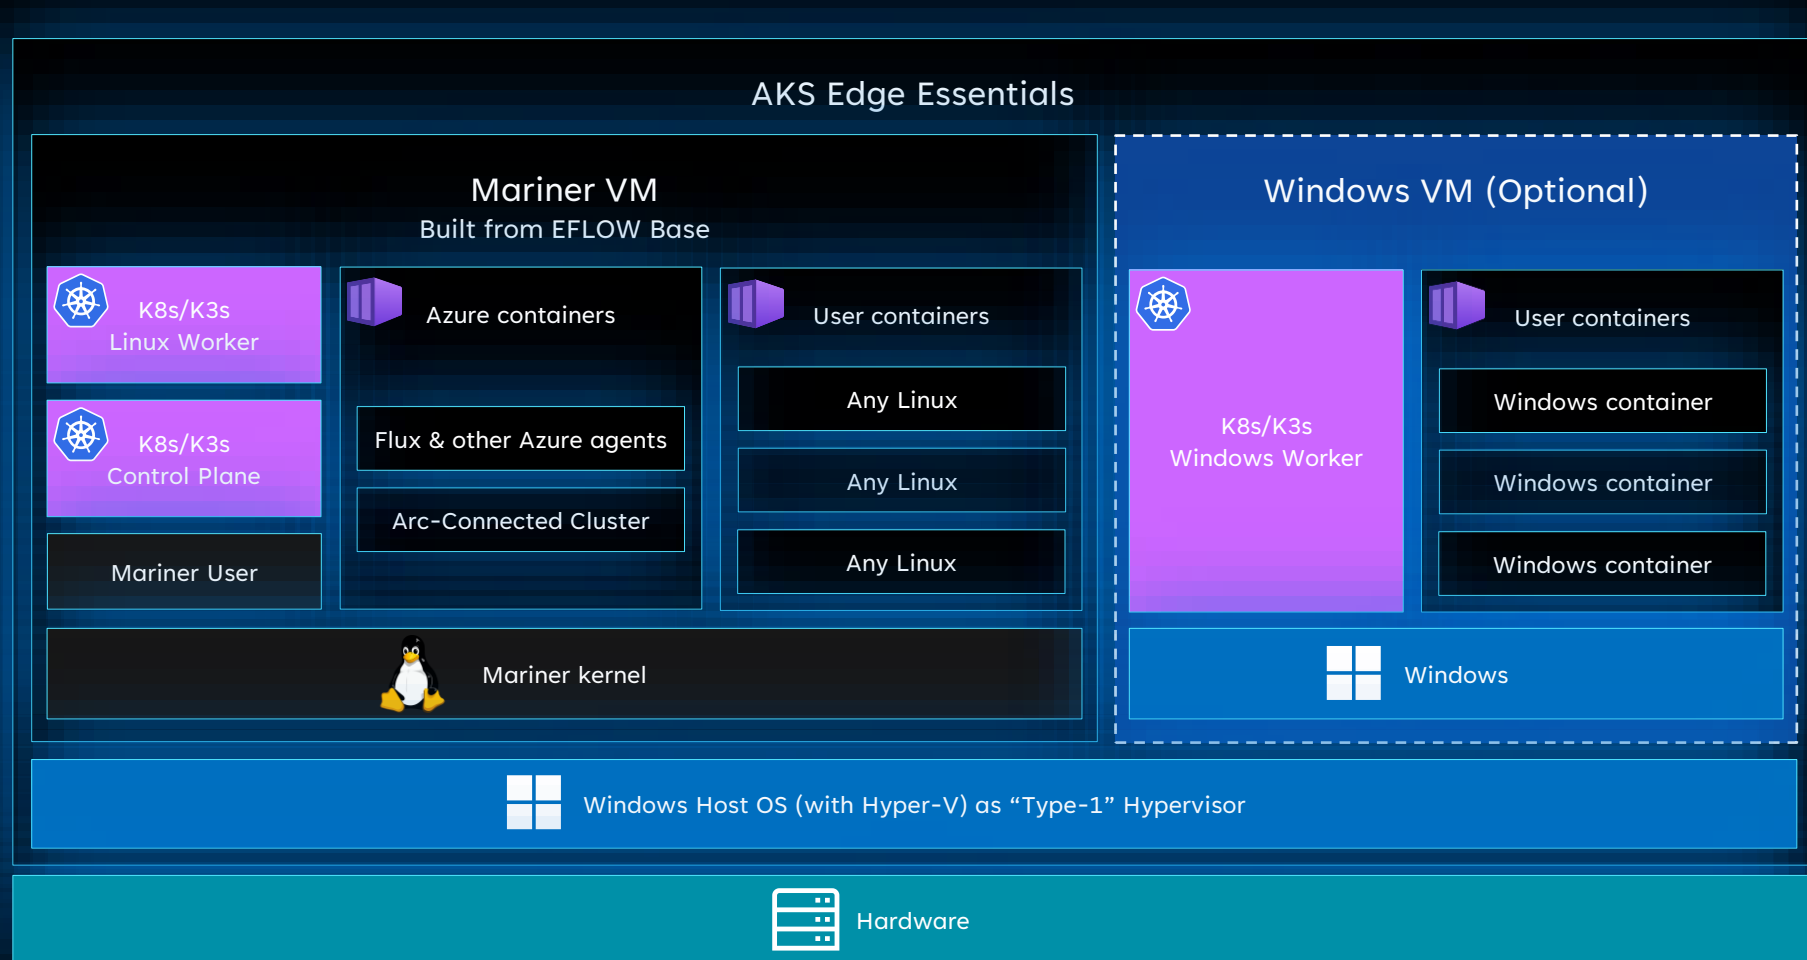 AKS Edge Essentials
Mariner VM
Built from EFLOW Base
K8s/K3s
Linux Worker
K8s/K3s
Control Plane
Mariner User
Azure containers
Flux & other Azure agents
Arc-Connected Cluster
User containers
Any Linux
Any Linux
Any Linux
Mariner kernel
Windows VM (Optional)
K8s/K3s
Windows Worker
User containers
Windows container
Windows container
Windows container
Windows
Windows Host OS (with Hyper-V) as “Type-1” Hypervisor
Hardware